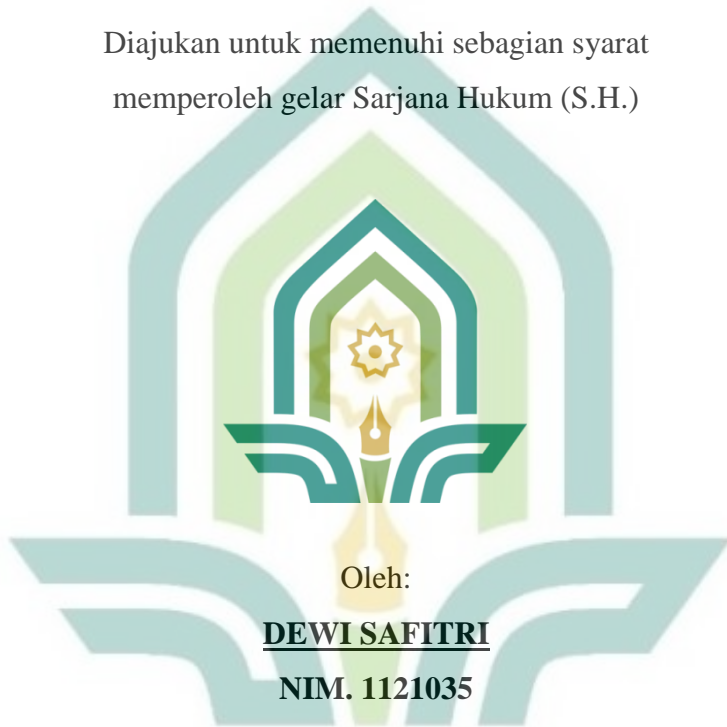 Diajukan untuk memenuhi sebagian syarat
memperoleh gelar Sarjana Hukum (S.H.)
Oleh:
DEWI SAFITRI
NIM. 1121035